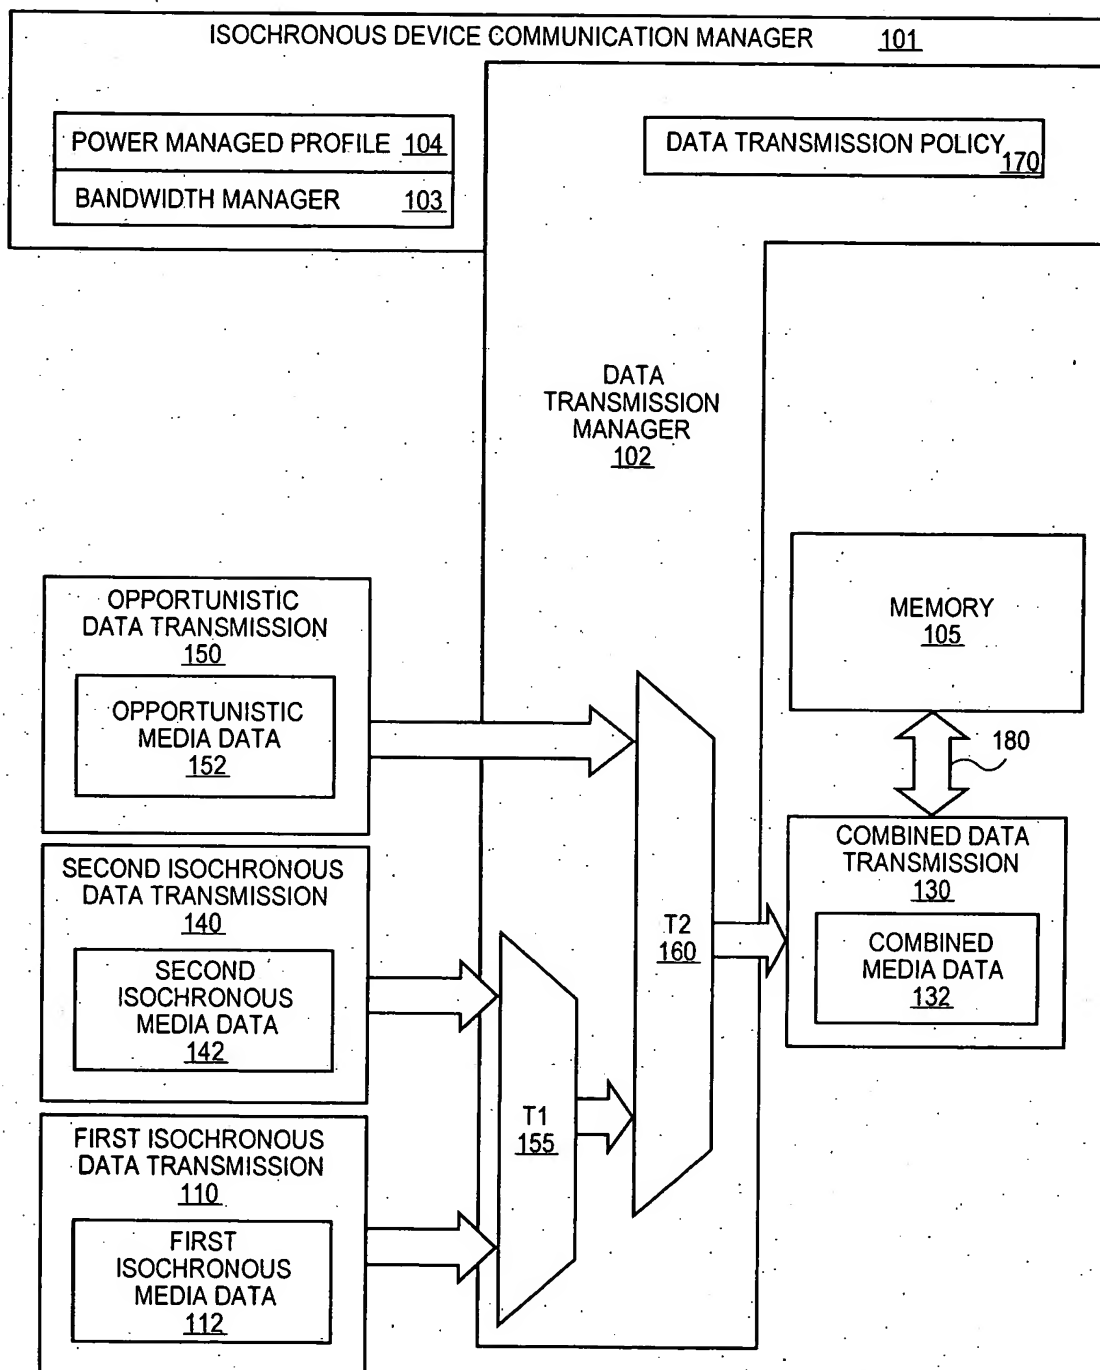 ISOCHRONOUS DEVICE COMMUNICATION MANAGER 101
POWER MANAGED PROFILE 104
BANDWIDTH MANAGER 103
DATA TRANSMISSION POLICY 170
DATA
TRANSMISSION
MANAGER
102
OPPORTUNISTIC
DATA TRANSMISSION
150
OPPORTUNISTIC
MEDIA DATA
152
MEMORY
105
180
SECOND ISOCHRONOUS
DATA TRANSMISSION
140
SECOND
ISOCHRONOUS
MEDIA DATA
142
T2
160
COMBINED DATA
TRANSMISSION
130
COMBINED
MEDIA DATA
132
T1
155
FIRST ISOCHRONOUS
DATA TRANSMISSION
110
FIRST
ISOCHRONOUS
MEDIA DATA
112